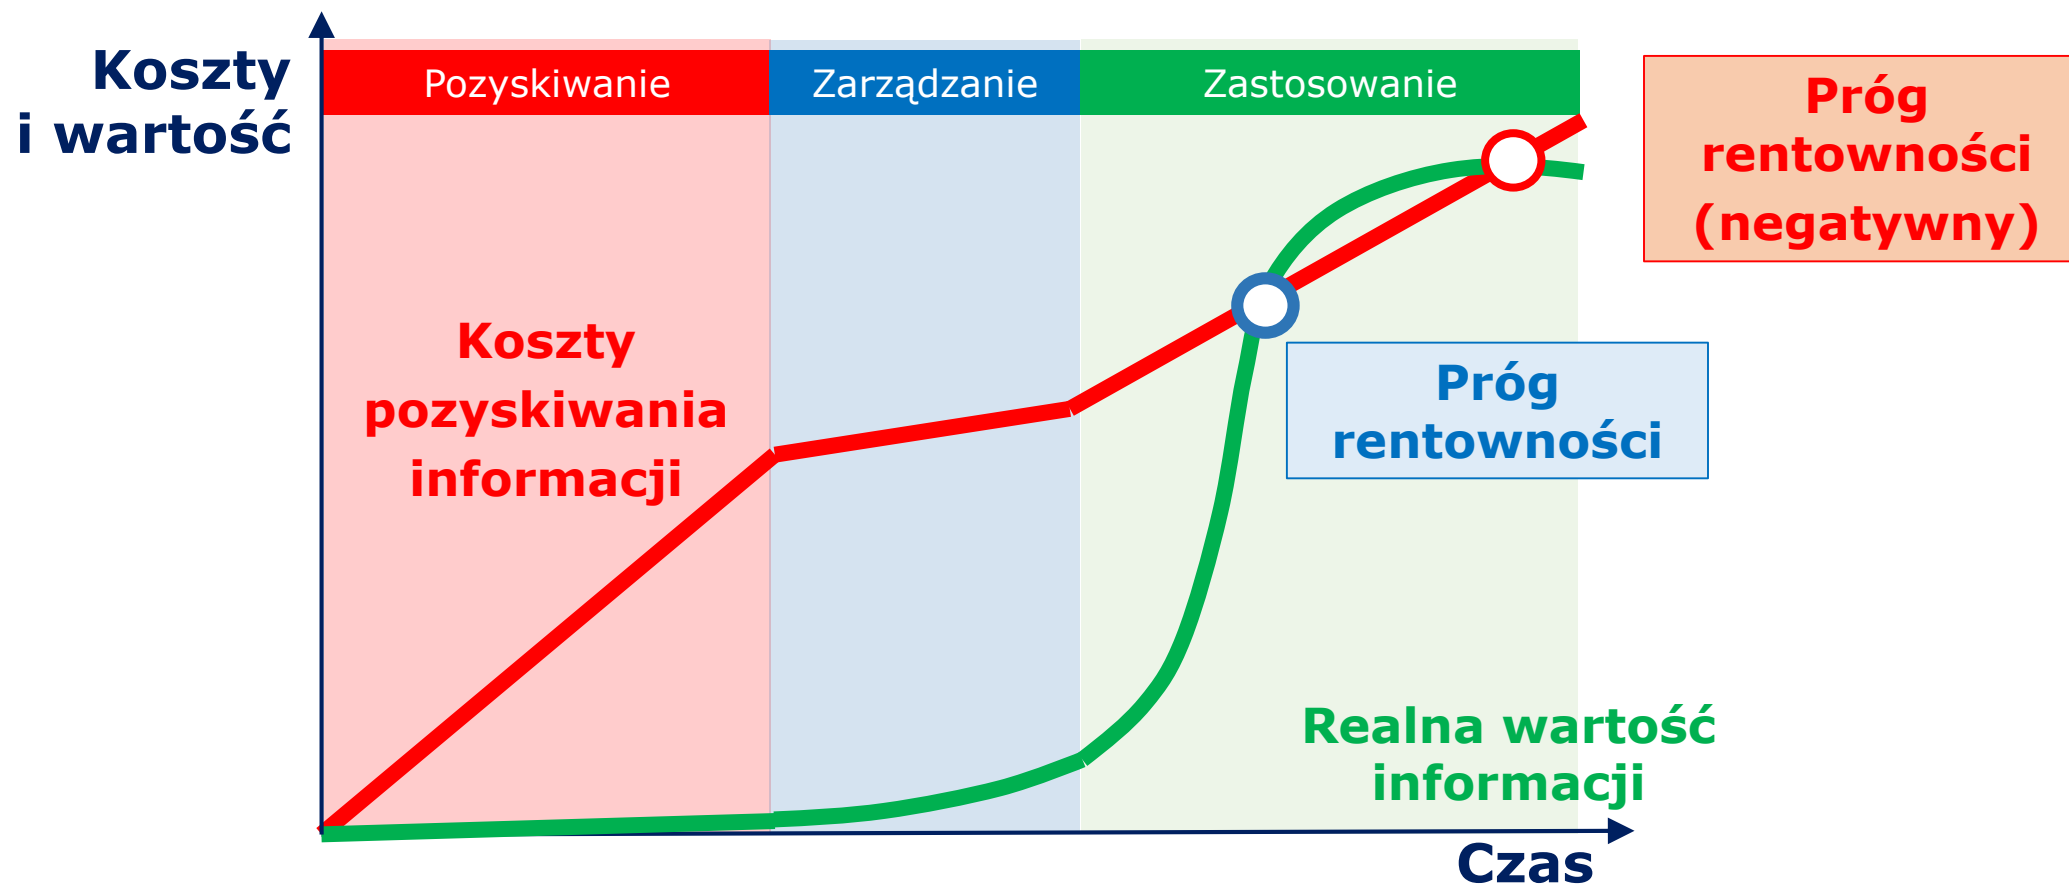 Koszty
i wartość
Pozyskiwanie
Zarządzanie
Zastosowanie
Próg
rentowności
(negatywny)
Koszty
pozyskiwania
informacji
Próg
rentowności
Realna wartość
informacji
Czas